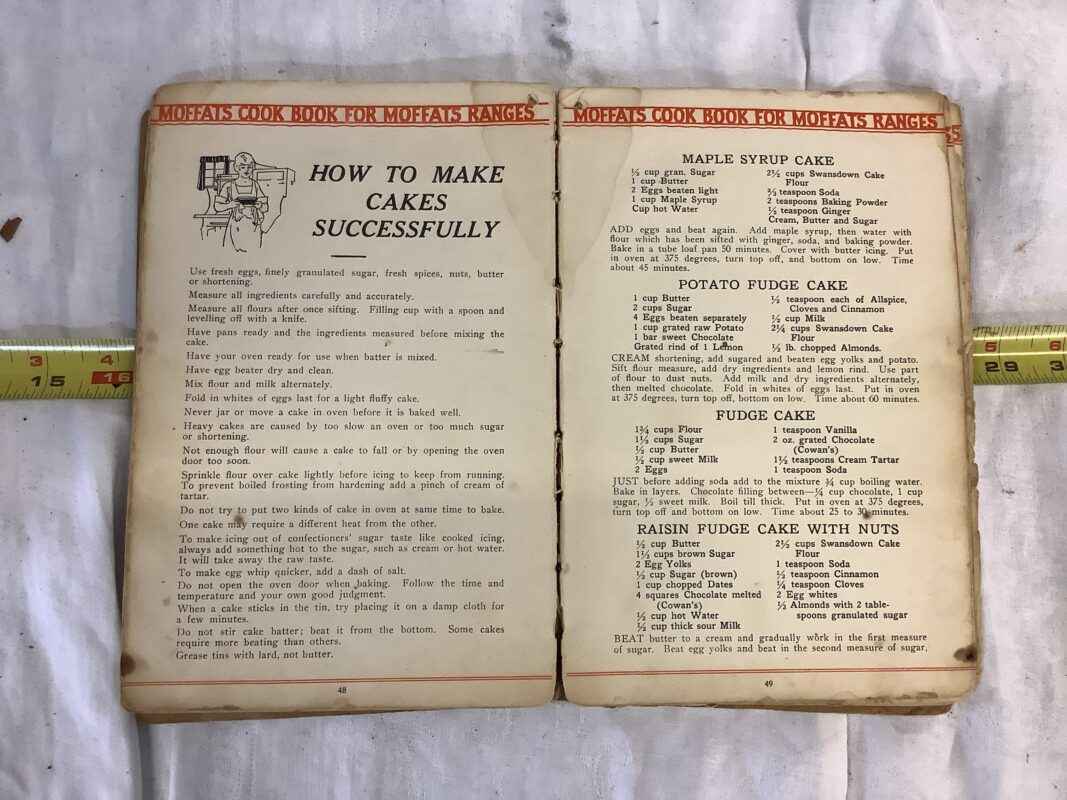 MOFFATS COOK BOOK FOR MOFFATS RANGES
HOW TO MAKE
CAKES
SUCCESSFULLY
Use fresh eggs, finely granulated sugar, fresh spices, nuts, butter
or shortening.
Measure all ingredients carefully and accurately.
Measure all flours after once sifting. Filling cup with a spoon and
levelling off with a knife.
Have pans ready and the ingredients measured before mixing the
cake.
Have your oven ready for use when batter is mixed.
Have egg beater dry and clean.
Mix flour and milk alternately.
Fold in whites of eggs last for a light fluffy cake.
Never jar or move a cake in oven before it is baked well.
Heavy cakes are caused by too slow an oven or too much sugar
or shortening.
Not enough flour will cause a cake to fall or by opening the oven
door too soon.
Sprinkle flour over cake lightly before icing to keep from running.
To prevent boiled frosting from hardening add a pinch of cream of
tartar.
Do not try to put two kinds of cake in oven at same time to bake.
One cake may require a different heat from the other.
To make icing out of confectioners' sugar taste like cooked icing,
always add something hot to the sugar, such as cream or hot water.
It will take away the raw taste.
To make egg whip quicker, add a dash of salt.
Do not open the oven door when baking. Follow the time and
temperature and your own good judgment.
When a cake sticks in the tin, try placing it on a damp cloth for
a few minutes.
Do not stir cake batter; beat it from the bottom. Some cakes
require more beating than others.
Grease tins with lard, not butter.
48
MOFFATS COOK BOOK FOR MOFFATS RANGES
MAPLE SYRUP CAKE
½ cup gran. Sugar
1 cup Butter
2 Eggs beaten light
1 cup Maple Syrup
Cup hot Water
2½ cups Swansdown Cake
Flour
teaspoon Soda
2 teaspoons Baking Powder
½ teaspoon Ginger
Cream, Butter and Sugar
ADD eggs and beat again. Add maple syrup, then water with
flour which has been sifted with ginger, soda, and baking powder.
Bake in a tube loaf pan 50 minutes. Cover with butter icing. Put
in oven at 375 degrees, turn top off, and bottom on low. Time
about 45 minutes.
POTATO FUDGE CAKE
1 cup Butter
2 cups Sugar
4 Eggs beaten separately
1 cup grated raw Potato
1 bar sweet Chocolate
Grated rind of 1 Lemon
½ teaspoon each of Allspice,
Cloves and Cinnamon
½ cup Milk
2¼ cups Swansdown Cake
Flour
½ lb. chopped Almonds.
CREAM shortening, add sugared and beaten egg yolks and potato.
Sift flour measure, add dry ingredients and lemon rind. Use part
of flour to dust nuts. Add milk and dry ingredients alternately,
then melted chocolate. Fold in whites of eggs last. Put in oven
at 375 degrees, turn top off, bottom on low. Time about 60 minutes.
FUDGE CAKE
1¾ cups Flour
cups Sugar
½ cup Butter
½ cup sweet Milk
2 Eggs
1 teaspoon Vanilla
2 oz. grated Chocolate
(Cowan's)
1½ teaspoons Cream Tartar
1 teaspoon Soda
JUST before adding soda add to the mixture ¾ cup boiling water.
Bake in layers. Chocolate filling between—¼ cup chocolate, 1 cup
sugar, ½ sweet milk. Boil till thick. Put in oven at 375 degrees,
turn top off and bottom on low. Time about 25 to 30 minutes.
RAISIN FUDGE CAKE WITH NUTS
½ cup Butter
1½ cups brown Sugar
2 Egg Yolks
½ cup Sugar (brown)
1 cup chopped Dates
4 squares Chocolate melted
(Cowan's)
½ cup hot Water
½ cup thick sour Milk
2½ cups Swansdown Cake
Flour
1 teaspoon Soda
½ teaspoon Cinnamon
¼ teaspoon Cloves
2 Egg whites
½ Almonds with 2 table-
spoons granulated sugar
BEAT butter to a cream and gradually work in the first measure
of sugar. Beat egg yolks and beat in the second measure of sugar,
49
3 4
15 16
5 6
29